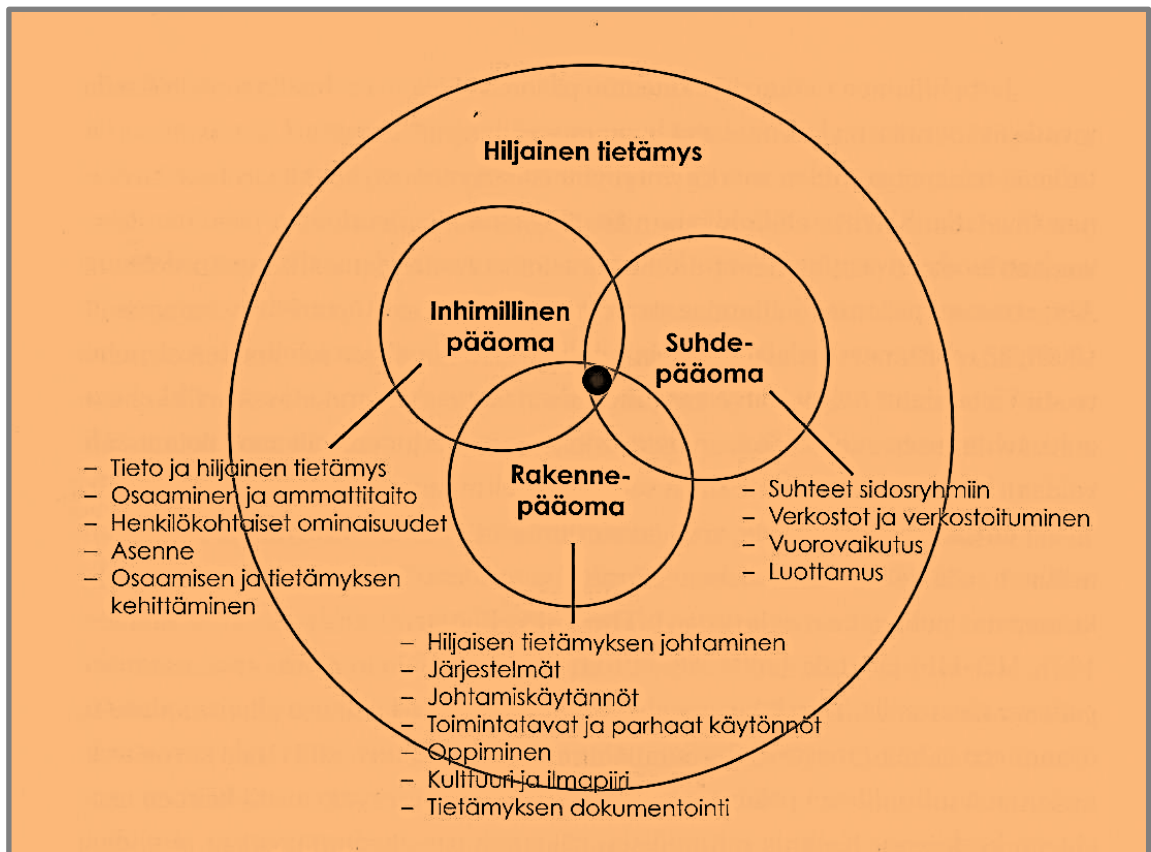 Hiljainen tietämys
Inhimillinen
pääoma
Suhde-
pääoma
Rakenne-
pääoma
– Tieto ja hiljainen tietämys
– Osaaminen ja ammattitaito
– Henkilökohtaiset ominaisuudet
– Asenne
– Osaamisen ja tietämyksen
kehittäminen
– Suhteet sidosryhmiin
– Verkostot ja verkostoituminen
– Vuorovaikutus
– Luottamus
– Hiljaisen tietämyksen johtaminen
– Järjestelmät
– Johtamiskäytännöt
– Toimintatavat ja parhaat käytönnöt
– Oppiminen
– Kulttuuri ja ilmapiiri
– Tietämyksen dokumentointi